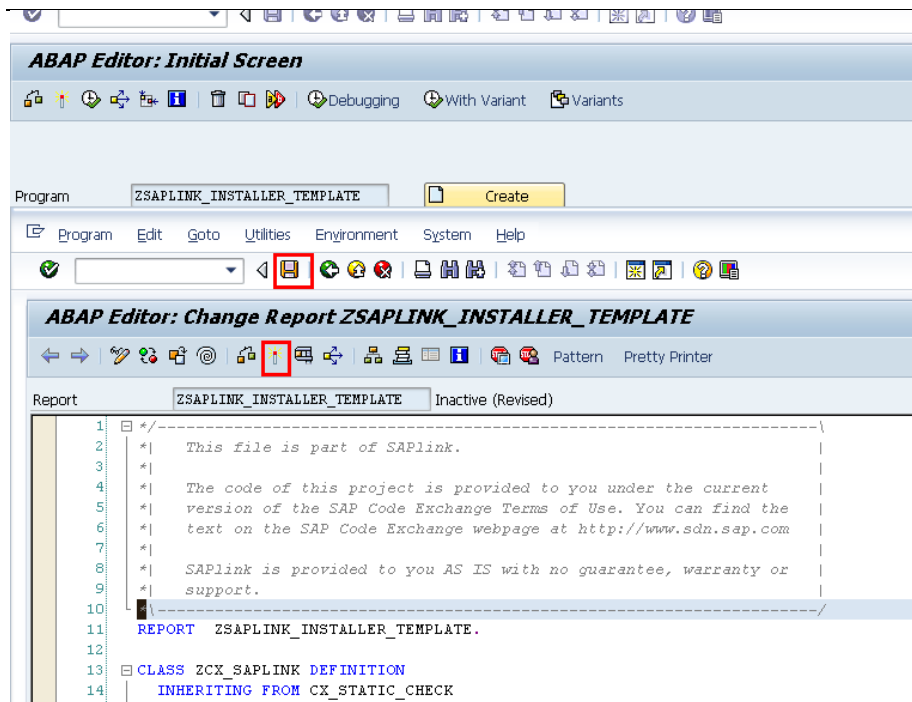 ABAP Editor: Initial Screen
Debugging With Variant Variants
Program ZSAPLINK_INSTALLER_TEMPLATE Create
Program Edit Goto Utilities Environment System Help
ABAP Editor: Change Report ZSAPLINK_INSTALLER_TEMPLATE
Pattern Pretty Printer
Report ZSAPLINK_INSTALLER_TEMPLATE Inactive (Revised)
1 */---------------------------------------------------------------------\
2 *| This file is part of SAPlink. |
3 *| |
4 *| The code of this project is provided to you under the current |
5 *| version of the SAP Code Exchange Terms of Use. You can find the |
6 *| text on the SAP Code Exchange webpage at http://www.sdn.sap.com |
7 *| |
8 *| SAPlink is provided to you AS IS with no guarantee, warranty or |
9 *| support. |
10 *\---------------------------------------------------------------------/
11 REPORT ZSAPLINK_INSTALLER_TEMPLATE.
12
13 CLASS ZCX_SAPLINK DEFINITION
14 INHERITING FROM CX_STATIC_CHECK